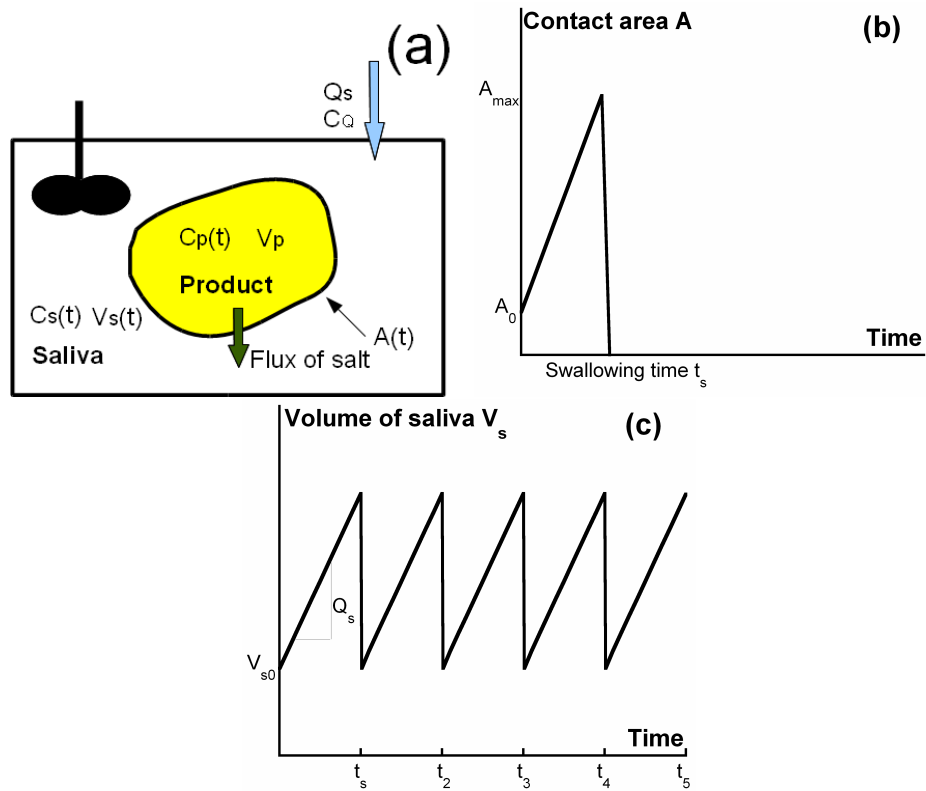 (a)
Qs
CQ
Cp(t) Vp
Product
Cs(t) Vs(t)
Saliva
A(t)
Flux of salt
Contact area A
(b)
Amax
A0
Time
Swallowing time ts
Volume of saliva Vs
(c)
Qs
Vs0
Time
ts t2 t3 t4 t5